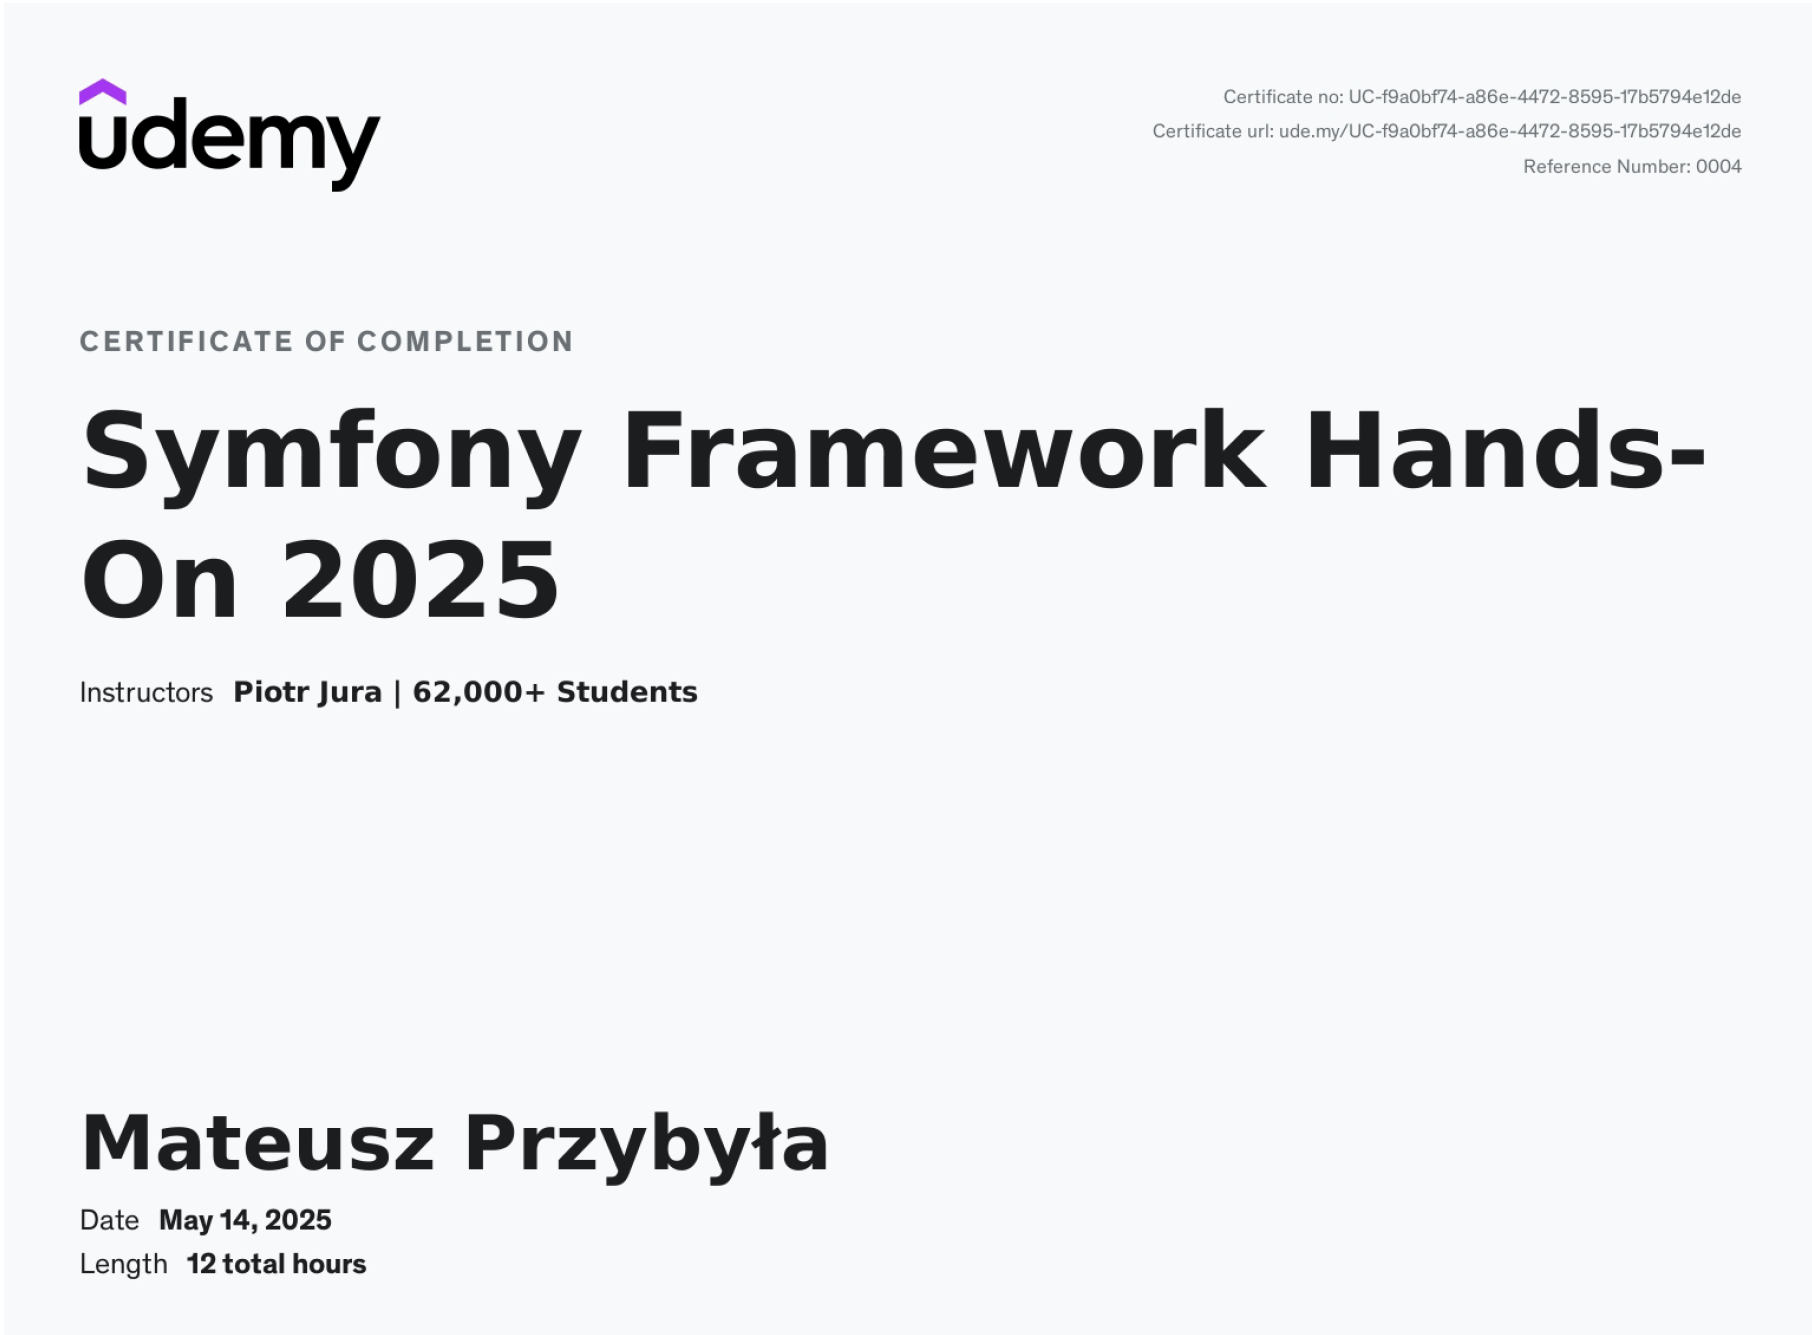 udemy
Certificate no: UC-f9a0bf74-a86e-4472-8595-17b5794e12de
Certificate url: ude.my/UC-f9a0bf74-a86e-4472-8595-17b5794e12de
Reference Number: 0004
CERTIFICATE OF COMPLETION
Symfony Framework Hands-
On 2025
Instructors Piotr Jura | 62,000+ Students
Mateusz Przybyła
Date May 14, 2025
Length 12 total hours